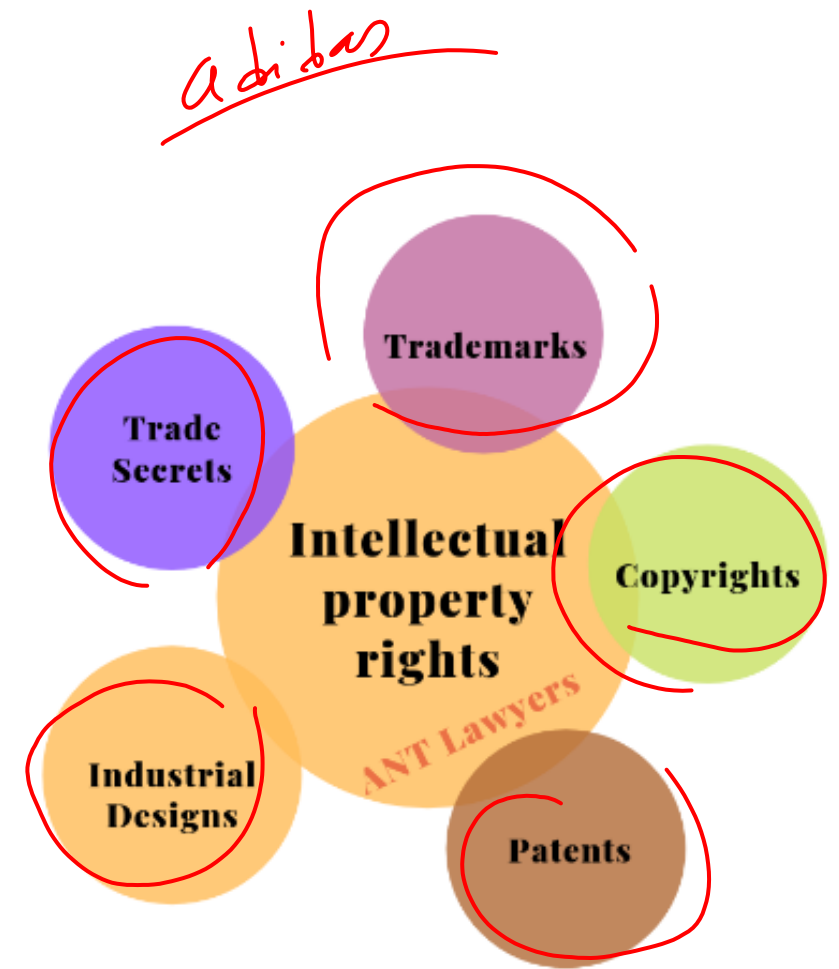 adidas
Trademarks
Trade
Secrets
Intellectual
property
rights
Copyrights
ANT Lawyers
Industrial
Designs
Patents